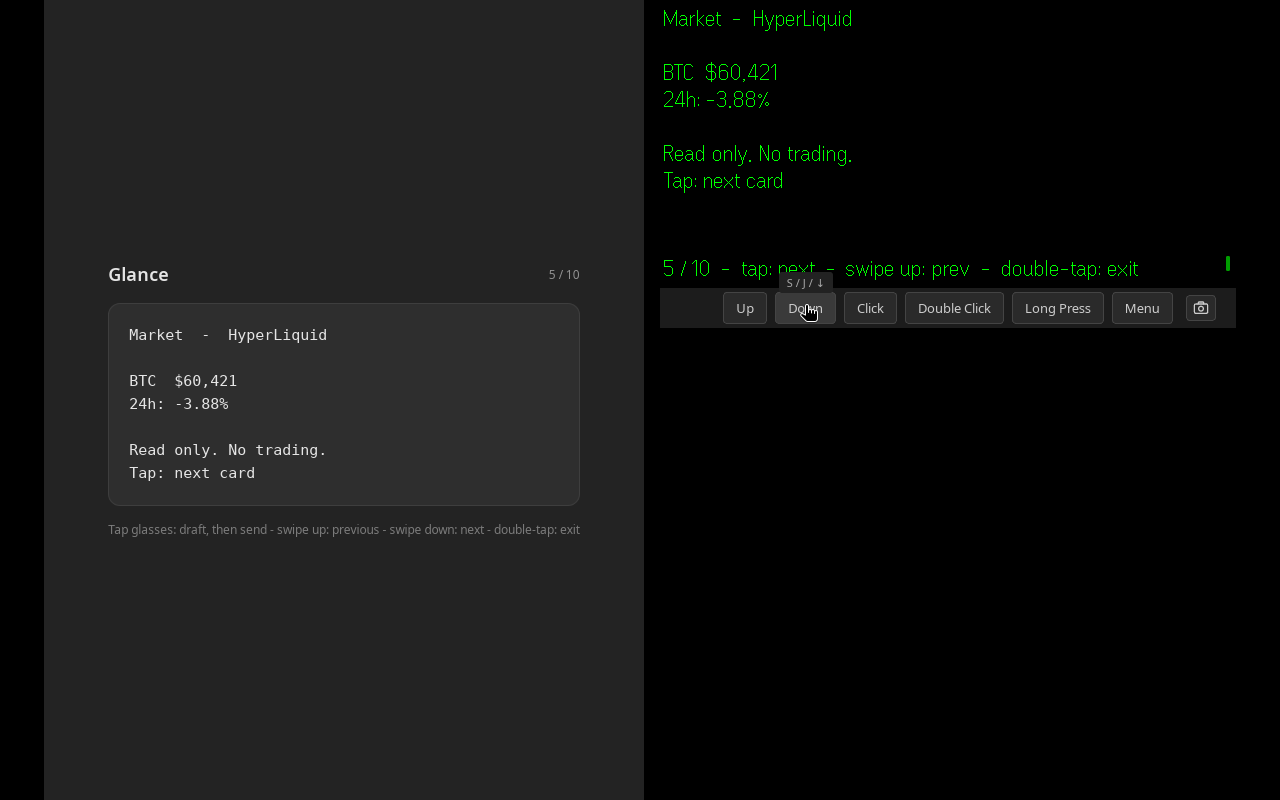 Glance
5 / 10
Market - HyperLiquid
BTC $60,421
24h: -3.88%
Read only. No trading.
Tap: next card
Tap glasses: draft, then send - swipe up: previous - swipe down: next - double-tap: exit
Market - HyperLiquid
BTC $60,421
24h: -3.88%
Read only. No trading.
Tap: next card
5 / 10 - tap: next - swipe up: prev - double-tap: exit
S / J / ↓
Up
Down
Click
Double Click
Long Press
Menu